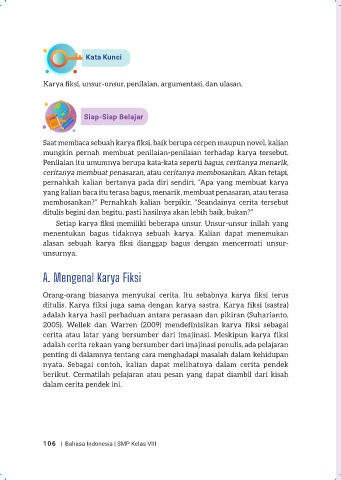 Kata Kunci
Karya fiksi, unsur-unsur, penilaian, argumentasi, dan ulasan.
Siap-Siap Belajar
Saat membaca sebuah karya fiksi, baik berupa cerpen maupun novel, kalian
mungkin pernah membuat penilaian-penilaian terhadap karya tersebut.
Penilaian itu umumnya berupa kata-kata seperti bagus, ceritanya menarik,
ceritanya membuat penasaran, atau ceritanya membosankan. Akan tetapi,
pernahkah kalian bertanya pada diri sendiri, "Apa yang membuat karya
yang kalian baca itu terasa bagus, menarik, membuat penasaran, atau terasa
membosankan?" Pernahkah kalian berpikir, "Seandainya cerita tersebut
ditulis begini dan begitu, pasti hasilnya akan lebih baik, bukan?"
Setiap karya fiksi memiliki beberapa unsur. Unsur-unsur inilah yang
menentukan bagus tidaknya sebuah karya. Kalian dapat menemukan
alasan sebuah karya fiksi dianggap bagus dengan mencermati unsur-
unsurnya.
A. Mengenal Karya Fiksi
Orang-orang biasanya menyukai cerita. Itu sebabnya karya fiksi terus
ditulis. Karya fiksi juga sama dengan karya sastra. Karya fiksi (sastra)
adalah karya hasil perbaduan antara perasaan dan pikiran (Suharianto,
2005). Wellek dan Warren (2009) mendefinisikan karya fiksi sebagai
cerita atau latar yang bersumber dari imajinasi. Meskipun karya fiksi
adalah cerita rekaan yang bersumber dari imajinasi penulis, ada pelajaran
penting di dalamnya tentang cara menghadapi masalah dalam kehidupan
nyata. Sebagai contoh, kalian dapat melihatnya dalam cerita pendek
berikut. Cermatilah pelajaran atau pesan yang dapat diambil dari kisah
dalam cerita pendek ini.
106 | Bahasa Indonesia | SMP Kelas VIII